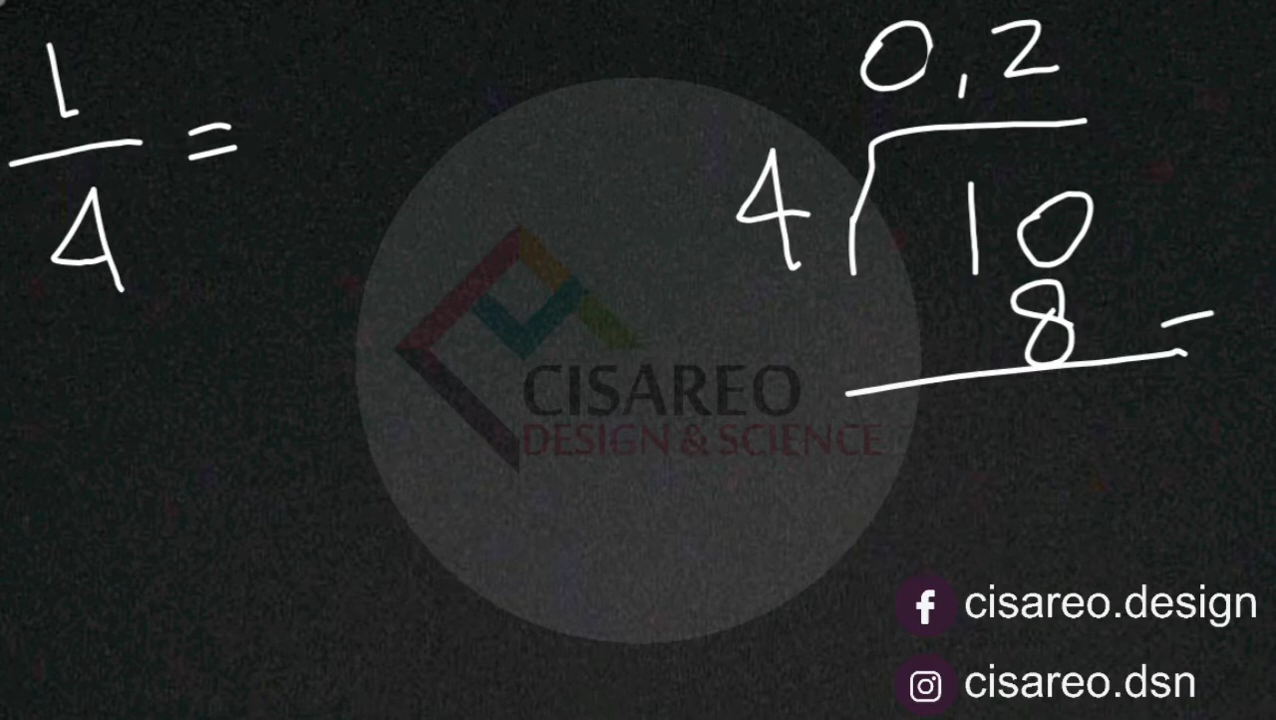 1
4 =
0,2
4 10
8 -
CISAREO
DESIGN & SCIENCE
cisareo.design
cisareo.dsn